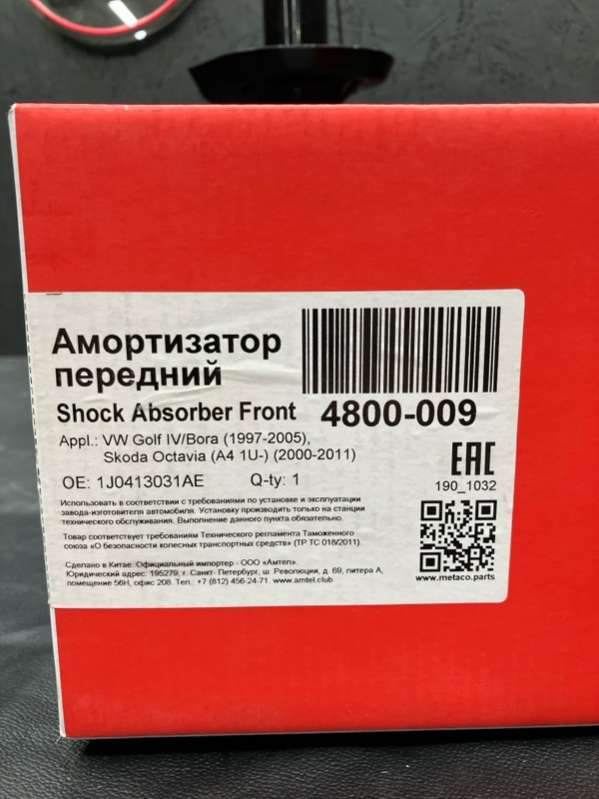 Амортизатор
передний
Shock Absorber Front 4800-009
Appl.: VW Golf IV/Bora (1997-2005),
Skoda Octavia (A4 1U-) (2000-2011)
OE: 1J0413031AE Q-ty: 1
EAC
190_1032
Использовать в соответствии с требованиями по установке и эксплуатации
завода-изготовителя автомобиля. Установку производить только на станции
технического обслуживания. Выполнение данного пункта обязательно.
Товар соответствует требованиям Технического регламента Таможенного
союза «О безопасности колесных транспортных средств» (ТР ТС 018/2011).
Сделано в Китае. Официальный импортер - ООО «Амтел».
Юридический адрес: 195279, г. Санкт- Петербург, ш. Революции, д. 69, литера А,
помещение 56Н, офис 208. Тел.: +7 (812) 456-24-71. www.amtel.club
www.metaco.parts